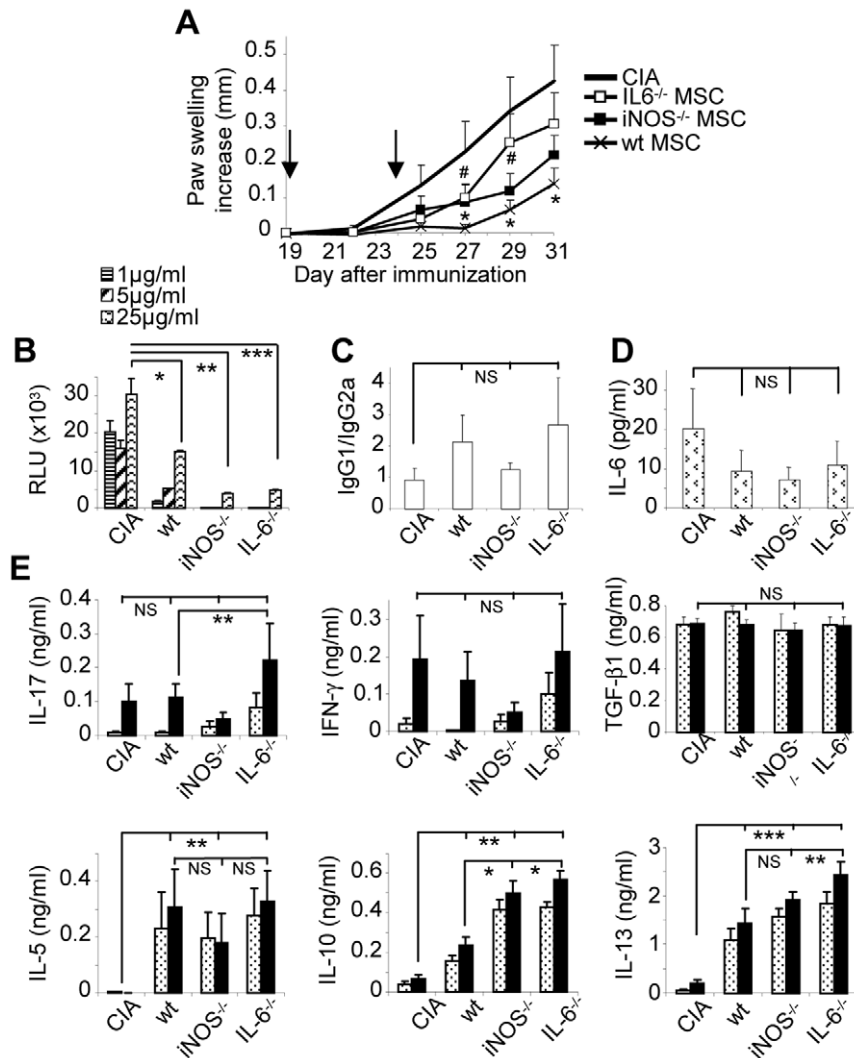 A
Paw swelling
increase (mm)
0.5
0.4
0.3
0.2
0.1
0
# #
* * *
19 21 23 25 27 29 31
Day after immunization
CIA
IL6-/- MSC
iNOS-/- MSC
wt MSC
1µg/ml
5µg/ml
25µg/ml
B
RLU (x10³)
30
20
10
0
* ** ***
CIA wt iNOS-/- IL-6-/-
C
IgG1/IgG2a
4
3
2
1
0
NS
CIA wt iNOS-/- IL-6-/-
D
IL-6 (pg/ml)
30
20
10
0
NS
CIA wt iNOS-/- IL-6-/-
E
IL-17 (ng/ml)
0.4
0.3
0.2
0.1
0
NS **
CIA wt iNOS-/- IL-6-/-
IFN-γ (ng/ml)
0.3
0.2
0.1
0
NS
CIA wt iNOS-/- IL-6-/-
TGF-β1 (ng/ml)
0.8
0.6
0.4
0.2
0
NS
CIA wt iNOS-/- IL-6-/-
IL-5 (ng/ml)
0.4
0.2
0
**
NS NS
CIA wt iNOS-/- IL-6-/-
IL-10 (ng/ml)
0.6
0.4
0.2
0
**
* *
CIA wt iNOS-/- IL-6-/-
IL-13 (ng/ml)
3
2
1
0
***
NS **
CIA wt iNOS-/- IL-6-/-